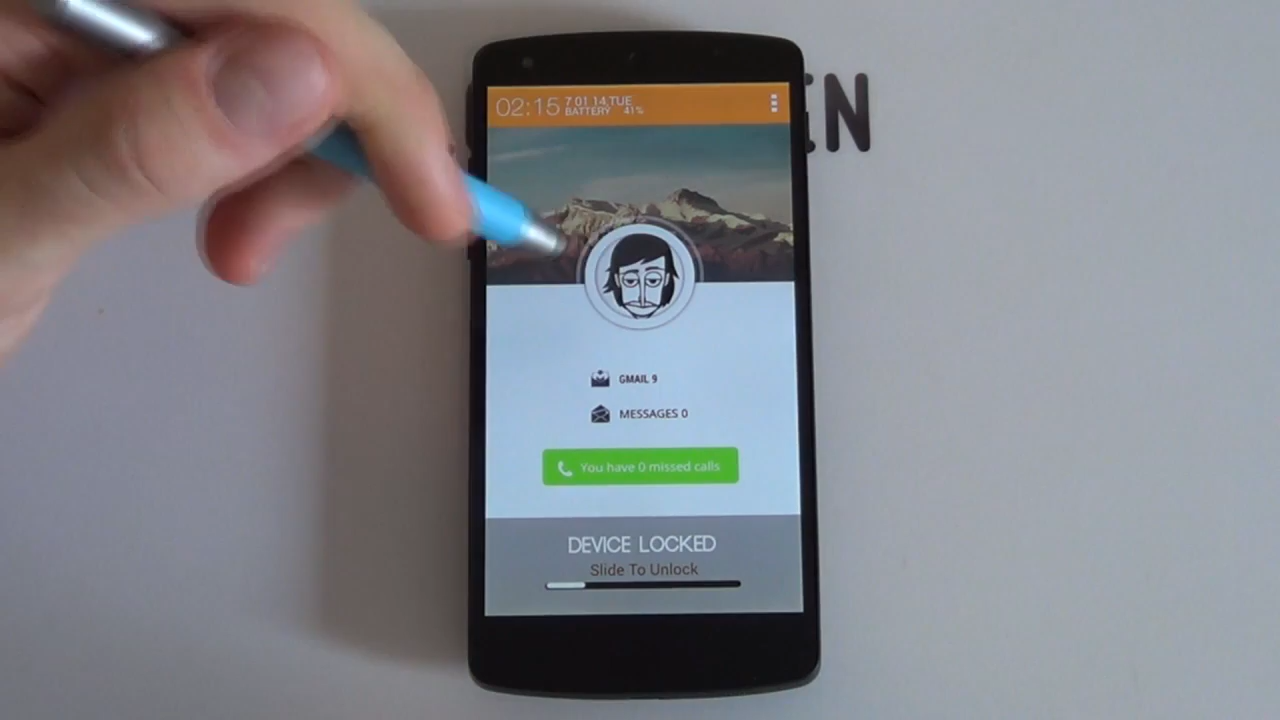 02:15 7 01 14 TUE
BATTERY 41%
EN
GMAIL 9
MESSAGES 0
You have 0 missed calls
DEVICE LOCKED
Slide To Unlock